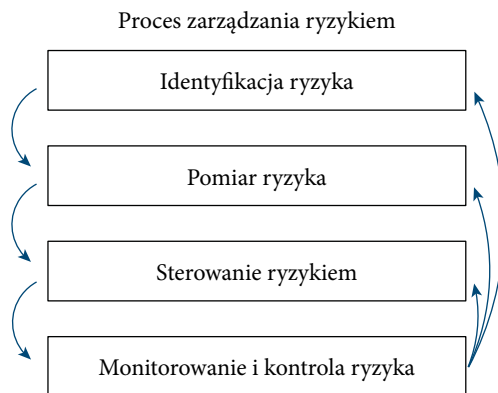 Proces zarządzania ryzykiem
Identyfikacja ryzyka
Pomiar ryzyka
Sterowanie ryzykiem
Monitorowanie i kontrola ryzyka